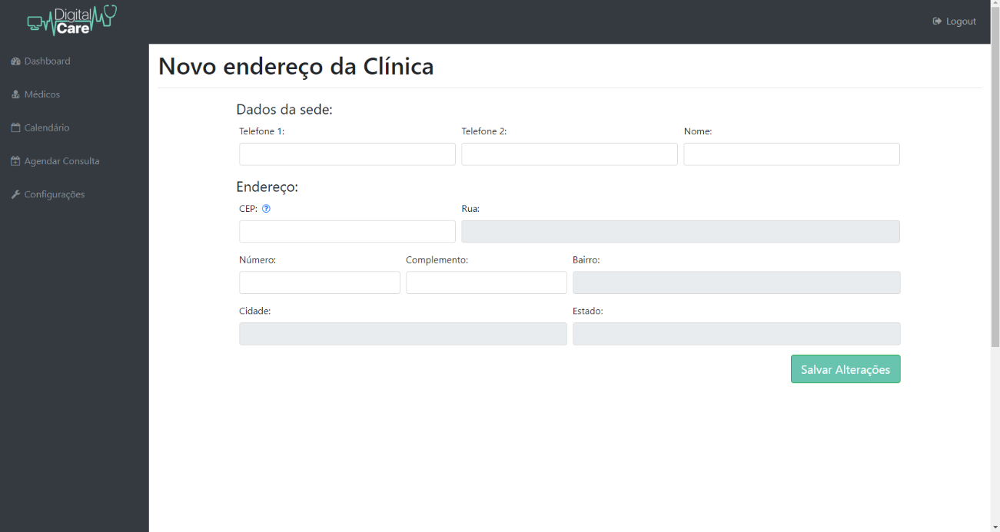 Digital
Care
Logout
Dashboard
Médicos
Calendário
Agendar Consulta
Configurações
Novo endereço da Clínica
Dados da sede:
Telefone 1: Telefone 2: Nome:
Endereço:
CEP: ? Rua:
Número: Complemento: Bairro:
Cidade: Estado:
Salvar Alterações